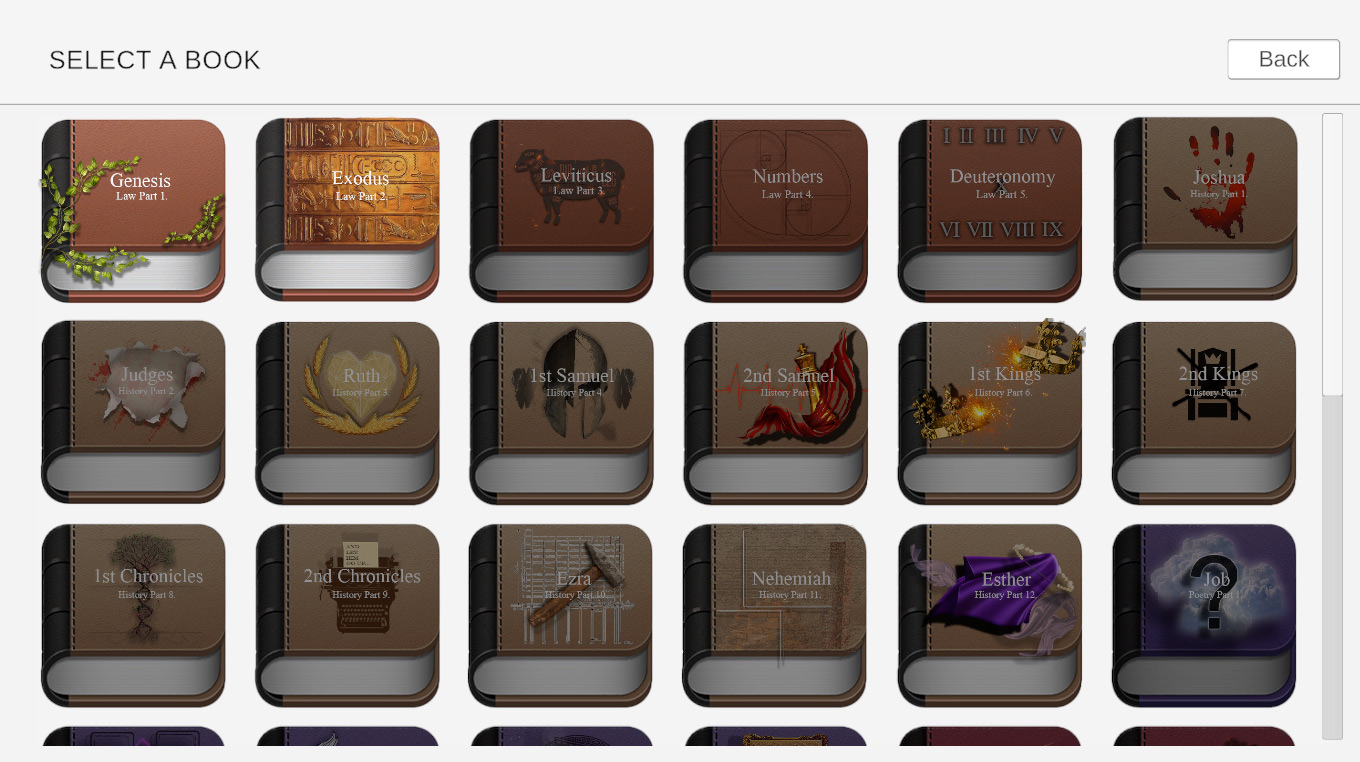 SELECT A BOOK
Back
Genesis
Law Part 1.
Exodus
Law Part 2.
Leviticus
Law Part 3.
Numbers
Law Part 4.
I II III IV V
Deuteronomy
Law Part 5.
VI VII VIII IX
Joshua
History Part 1.
Judges
History Part 2.
Ruth
History Part 3.
1st Samuel
History Part 4.
2nd Samuel
History Part 5.
1st Kings
History Part 6.
2nd Kings
History Part 7.
1st Chronicles
History Part 8.
2nd Chronicles
History Part 9.
Ezra
History Part 10.
Nehemiah
History Part 11.
Esther
History Part 12.
?
Job
Poetry Part 1.